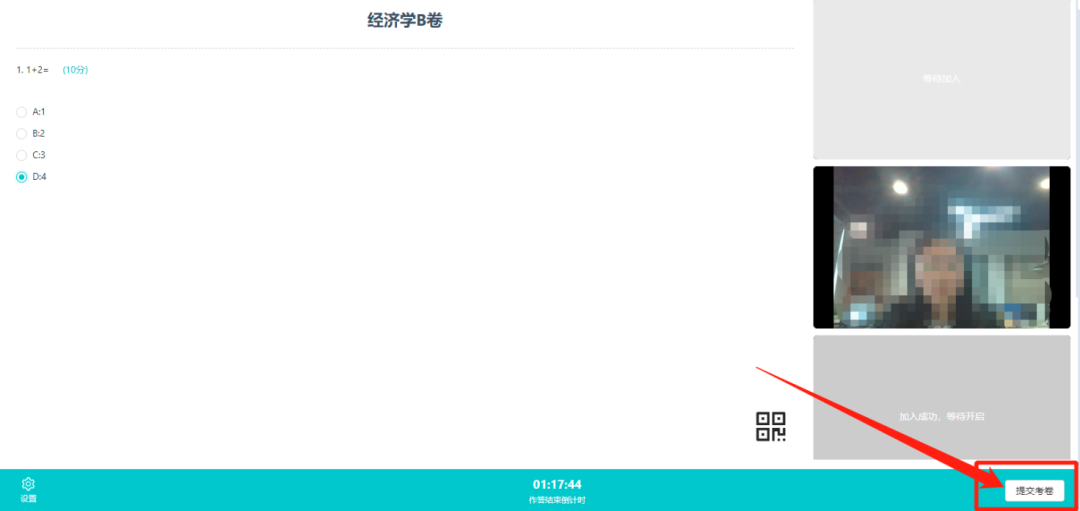 经济学B卷
1. 1+2= (10分)
A:1
B:2
C:3
D:4
等待加入
加入成功，等待开启
设置
01:17:44
作答结束倒计时
提交考卷